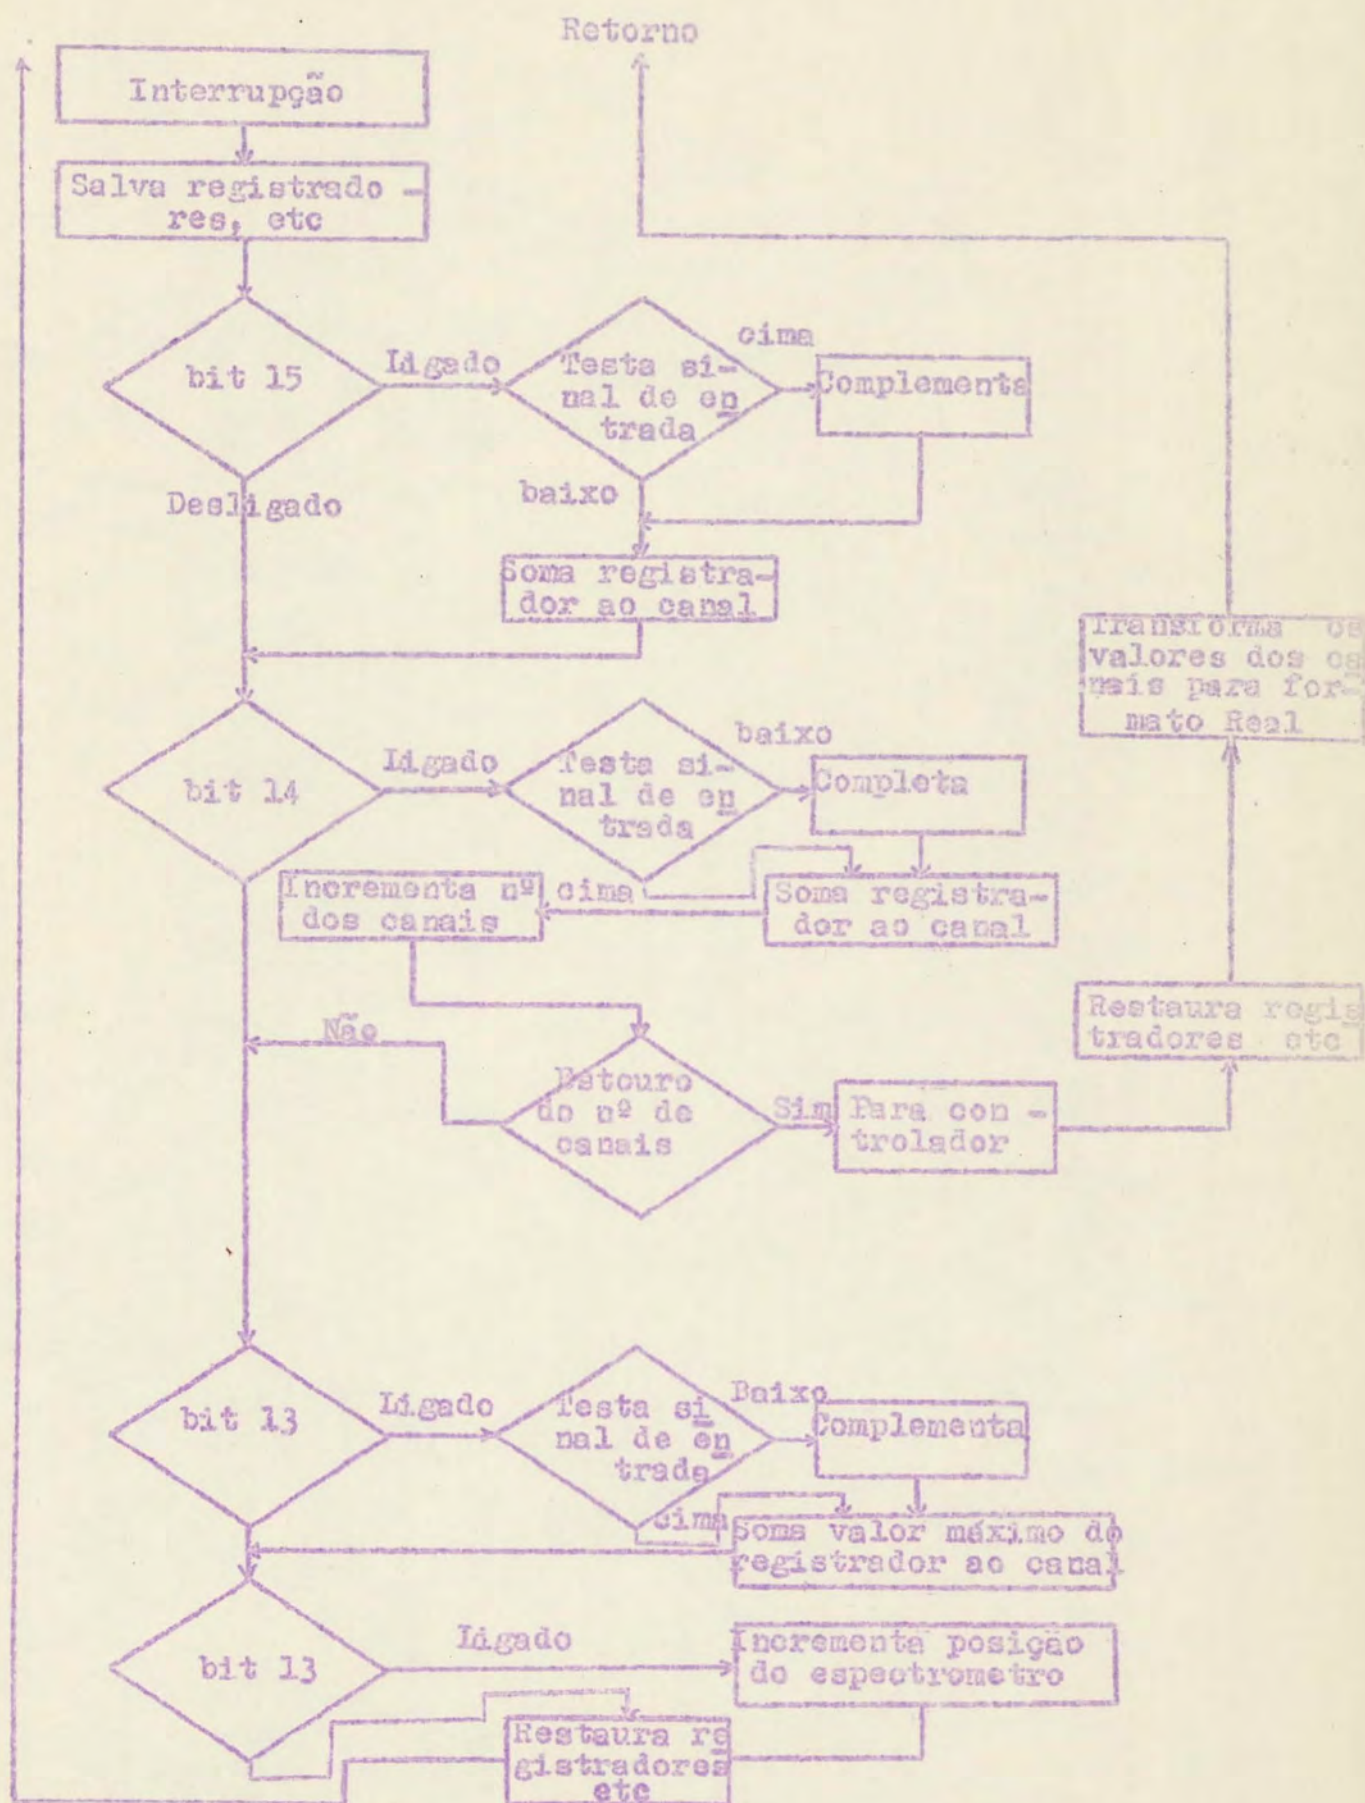 Retorno
Interrupção
Salva registrado -
res, etc
bit 15
Ligado
Testa si-
nal de en
trada
cima
Complementa
Desligado
baixo
Soma registra-
dor ao canal
Transforma os
valores dos ca
nais para for-
mato Real
bit 14
Ligado
Testa si-
nal de en
trada
baixo
Completa
Incrementa nº
dos canais
cima
Soma registra-
dor ao canal
Restaura regis
tradores etc
Não
Estouro
do nº de
canais
Sim
Para con -
trolador
bit 13
Ligado
Testa si
nal de en
trada
Baixo
Complementa
cima
Soma valor máximo do
registrador ao canal
bit 13
Ligado
Incrementa posição
do espectrometro
Restaura re
gistradores
etc